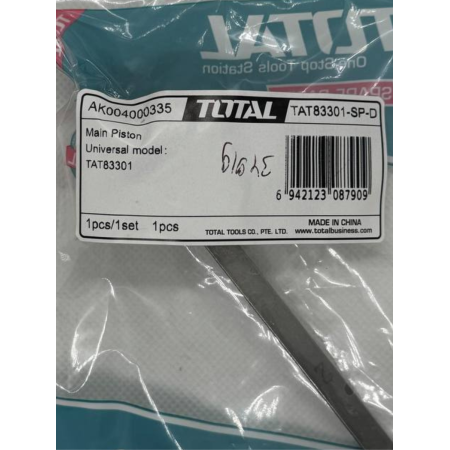 TOTAL
One-Stop Tools Station
AK004000335 TOTAL TAT83301-SP-D
Main Piston
Universal model:
TAT83301
6 942123 087909
1pcs/1set 1pcs
TOTAL TOOLS CO., PTE. LTD.
MADE IN CHINA
www.totalbusiness.com